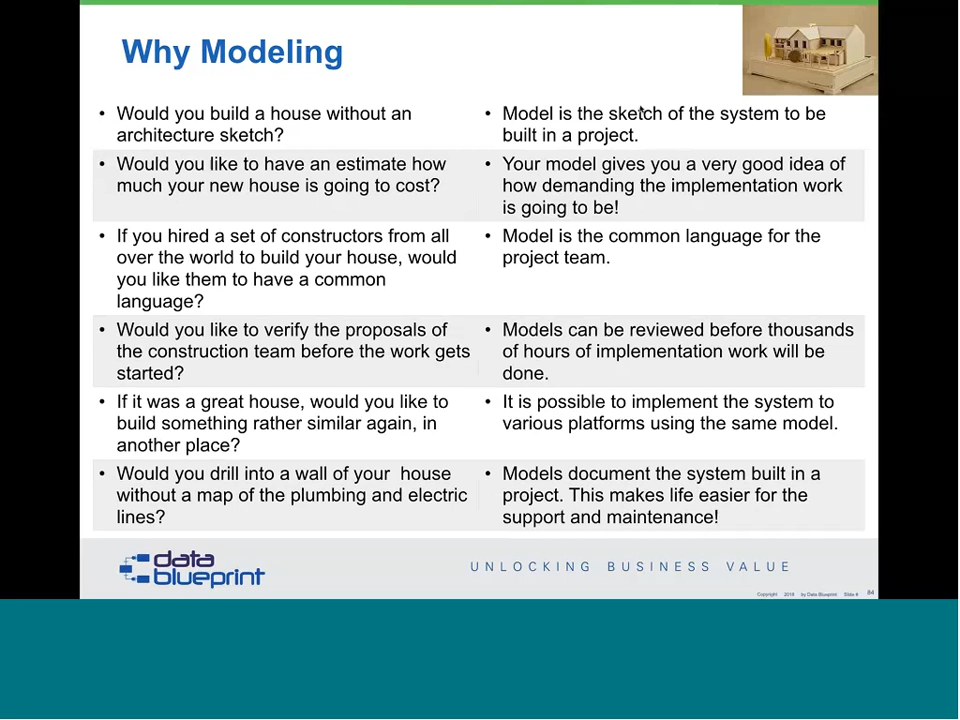 Why Modeling
• Would you build a house without an
architecture sketch?
• Model is the sketch of the system to be
built in a project.
• Would you like to have an estimate how
much your new house is going to cost?
• Your model gives you a very good idea of
how demanding the implementation work
is going to be!
• If you hired a set of constructors from all
over the world to build your house, would
you like them to have a common
language?
• Model is the common language for the
project team.
• Would you like to verify the proposals of
the construction team before the work gets
started?
• Models can be reviewed before thousands
of hours of implementation work will be
done.
• If it was a great house, would you like to
build something rather similar again, in
another place?
• It is possible to implement the system to
various platforms using the same model.
• Would you drill into a wall of your house
without a map of the plumbing and electric
lines?
• Models document the system built in a
project. This makes life easier for the
support and maintenance!
data
blueprint
UNLOCKING BUSINESS VALUE
Copyright 2018 by Data Blueprint Slide # 84